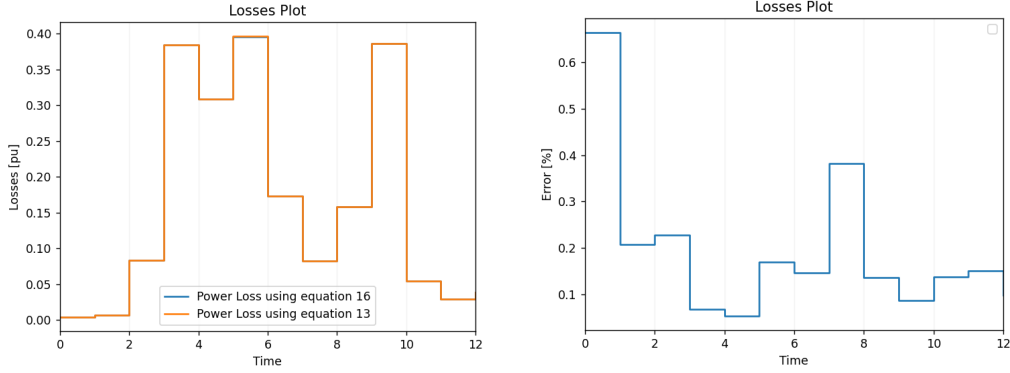 Losses Plot
Losses [pu]
0.40
0.35
0.30
0.25
0.20
0.15
0.10
0.05
0.00
Power Loss using equation 16
Power Loss using equation 13
0 2 4 6 8 10 12
Time
Losses Plot
Error [%]
0.6
0.5
0.4
0.3
0.2
0.1
0 2 4 6 8 10 12
Time